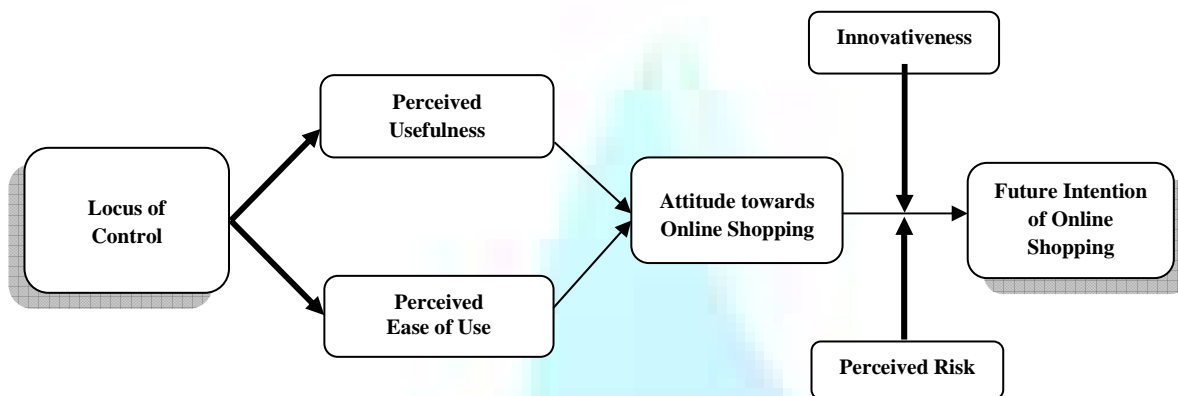 Locus of
Control
Perceived
Usefulness
Perceived
Ease of Use
Attitude towards
Online Shopping
Innovativeness
Perceived Risk
Future Intention
of Online
Shopping